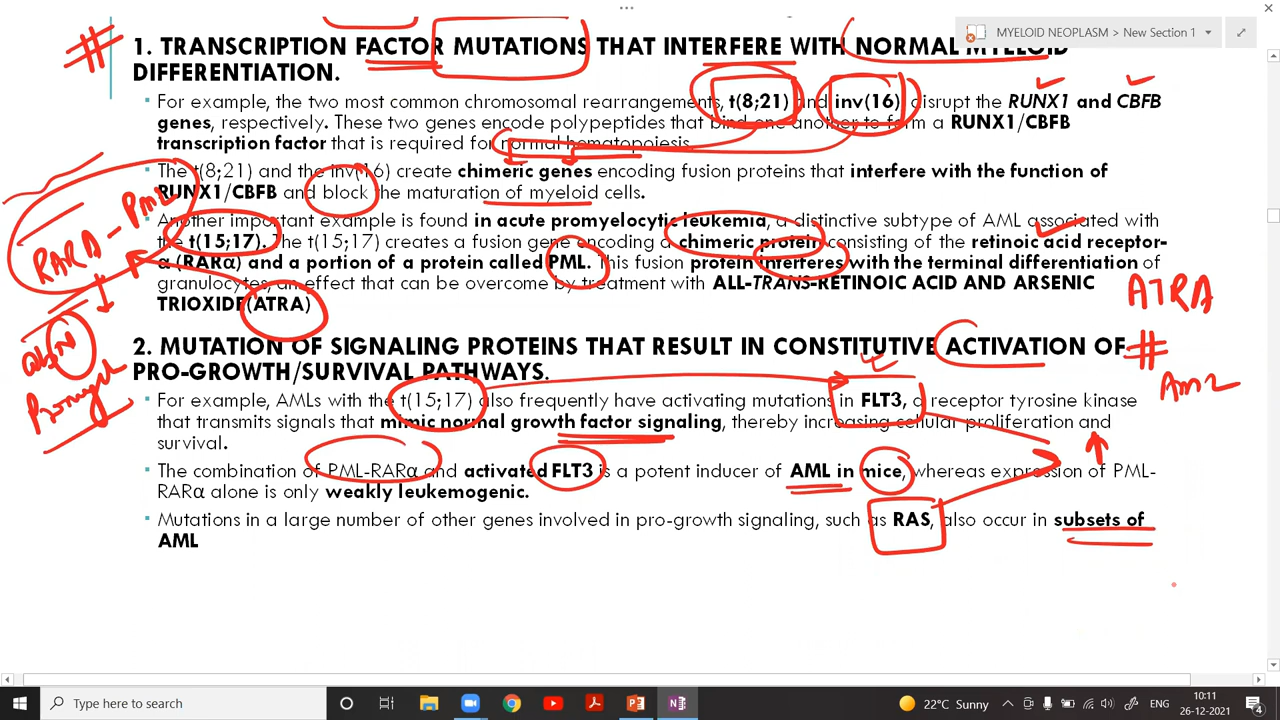 MYELOID NEOPLASM > New Section 1
# 1. TRANSCRIPTION FACTOR MUTATIONS THAT INTERFERE WITH NORMAL MYELOID
DIFFERENTIATION.
For example, the two most common chromosomal rearrangements, t(8;21) and inv(16), disrupt the RUNX1 and CBFB
genes, respectively. These two genes encode polypeptides that bind one another to form a RUNX1/CBFB
transcription factor that is required for normal hematopoiesis.
The t(8;21) and the inv(16) create chimeric genes encoding fusion proteins that interfere with the function of
RUNX1/CBFB and block the maturation of myeloid cells.
Another important example is found in acute promyelocytic leukemia, a distinctive subtype of AML associated with
the t(15;17). The t(15;17) creates a fusion gene encoding a chimeric protein consisting of the retinoic acid receptor-
α (RARα) and a portion of a protein called PML. This fusion protein interferes with the terminal differentiation of
granulocytes, an effect that can be overcome by treatment with ALL-TRANS-RETINOIC ACID AND ARSENIC
TRIOXIDE(ATRA)
RARA - PML
ATRA
#
AML
2. MUTATION OF SIGNALING PROTEINS THAT RESULT IN CONSTITUTIVE ACTIVATION OF
PRO-GROWTH/SURVIVAL PATHWAYS.
For example, AMLs with the t(15;17) also frequently have activating mutations in FLT3, a receptor tyrosine kinase
that transmits signals that mimic normal growth factor signaling, thereby increasing cellular proliferation and
survival.
The combination of PML-RARα and activated FLT3 is a potent inducer of AML in mice, whereas expression of PML-
RARα alone is only weakly leukemogenic.
Mutations in a large number of other genes involved in pro-growth signaling, such as RAS, also occur in subsets of
AML
Type here to search
22°C Sunny
ENG
10:11
26-12-2021
4